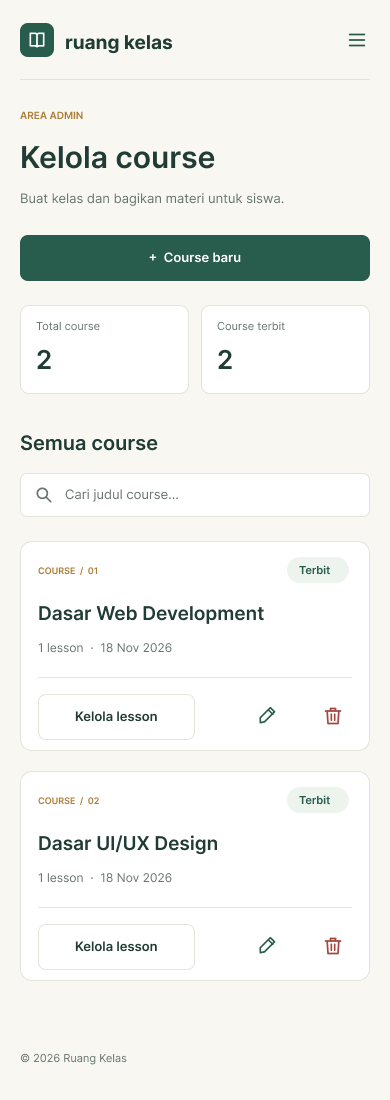 ruang kelas
AREA ADMIN
Kelola course
Buat kelas dan bagikan materi untuk siswa.
+ Course baru
Total course
2
Course terbit
2
Semua course
Cari judul course...
COURSE / 01
Terbit
Dasar Web Development
1 lesson · 18 Nov 2026
Kelola lesson
COURSE / 02
Terbit
Dasar UI/UX Design
1 lesson · 18 Nov 2026
Kelola lesson
© 2026 Ruang Kelas